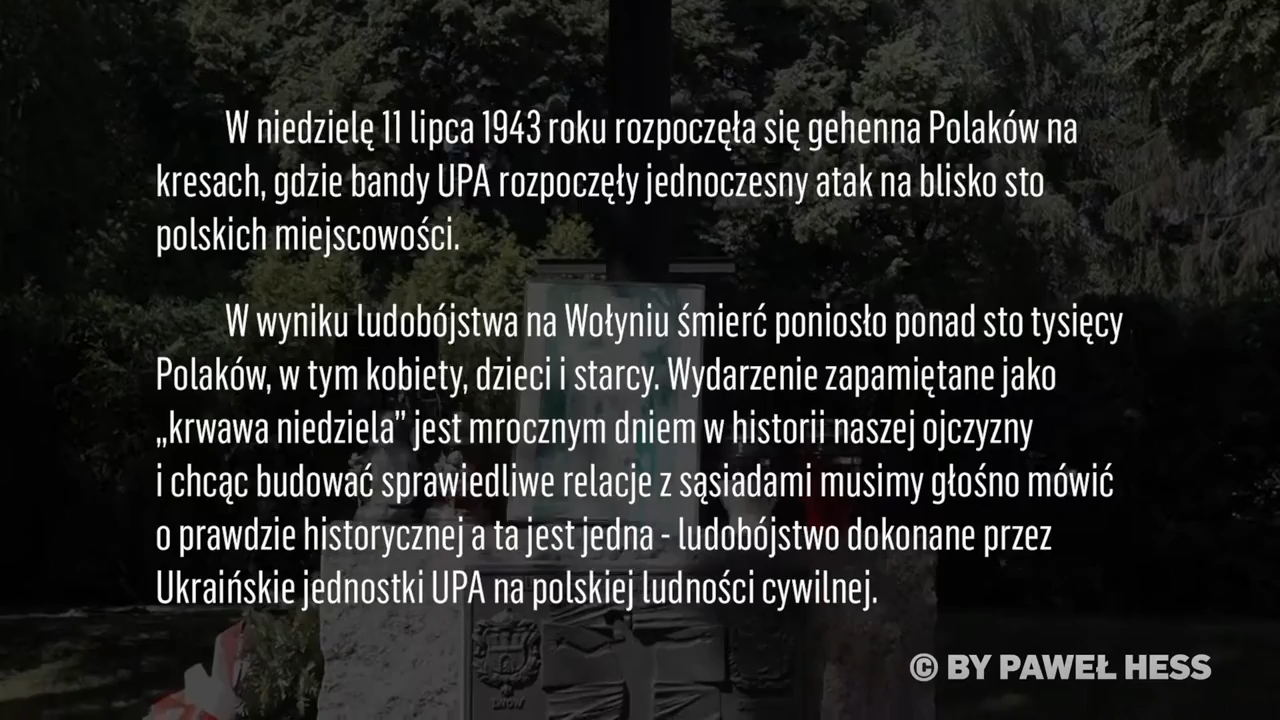 W niedzielę 11 lipca 1943 roku rozpoczęła się gehenna Polaków na
kresach, gdzie bandy UPA rozpoczęły jednoczesny atak na blisko sto
polskich miejscowości.
W wyniku ludobójstwa na Wołyniu śmierć poniosło ponad sto tysięcy
Polaków, w tym kobiety, dzieci i starcy. Wydarzenie zapamiętane jako
„krwawa niedziela” jest mrocznym dniem w historii naszej ojczyzny
i chcąc budować sprawiedliwe relacje z sąsiadami musimy głośno mówić
o prawdzie historycznej a ta jest jedna - ludobójstwo dokonane przez
Ukraińskie jednostki UPA na polskiej ludności cywilnej.
LWÓW
© BY PAWEŁ HESS